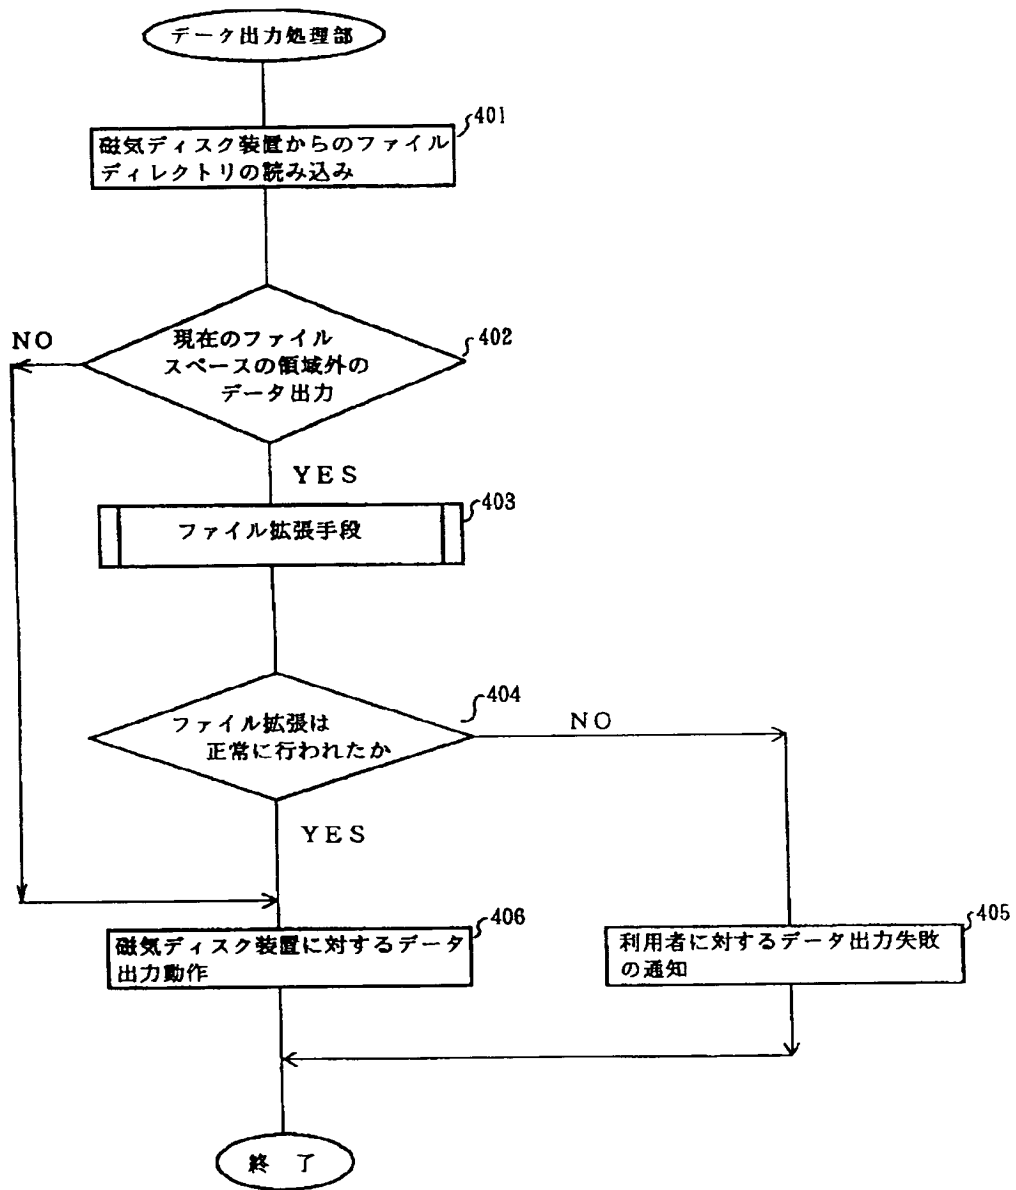 データ出力処理部
401
磁気ディスク装置からのファイル
ディレクトリの読み込み
402
現在のファイル
スペースの領域外の
データ出力
NO
YES
403
ファイル拡張手段
404
ファイル拡張は
正常に行われたか
NO
YES
406
磁気ディスク装置に対するデータ
出力動作
405
利用者に対するデータ出力失敗
の通知
終 了